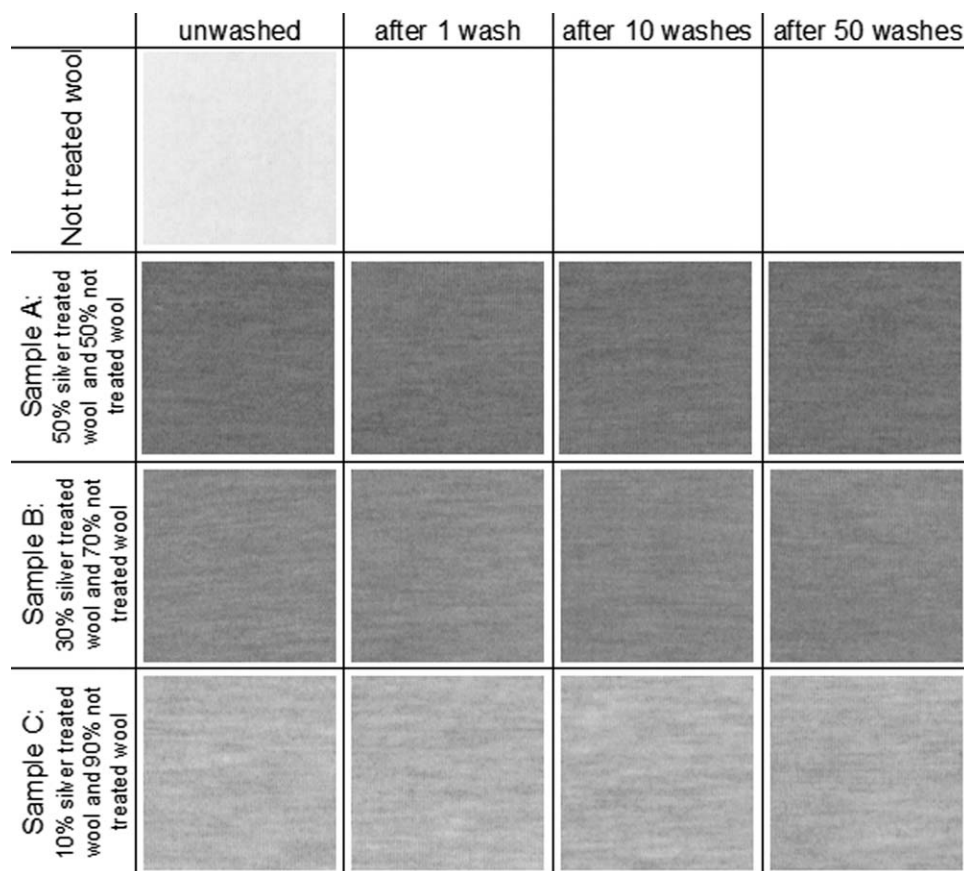 unwashed
after 1 wash
after 10 washes
after 50 washes
Not treated wool
Sample A:
50% silver treated
wool and 50% not
treated wool
Sample B:
30% silver treated
wool and 70% not
treated wool
Sample C:
10% silver treated
wool and 90% not
treated wool